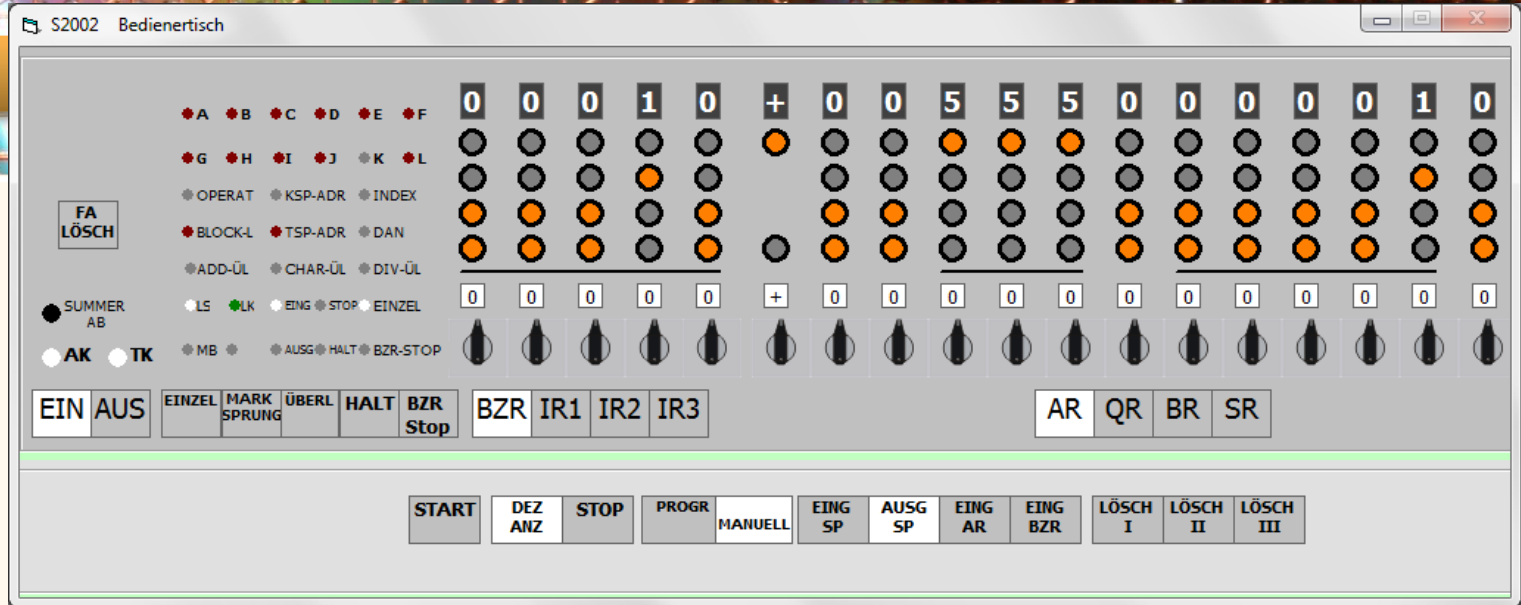 S2002 Bedienertisch
0 0 0 1 0 + 0 0 5 5 5 0 0 0 0 0 1 0
A B C D E F
G H I J K L
OPERAT KSP-ADR INDEX
FA
LÖSCH
BLOCK-L TSP-ADR DAN
ADD-ÜL CHAR-ÜL DIV-ÜL
0 0 0 0 0 + 0 0 0 0 0 0 0 0 0 0 0 0
SUMMER
AB
LS LK EING STOP EINZEL
AK TK
MB AUSG HALT BZR-STOP
EIN AUS
EINZEL
MARK
SPRUNG
ÜBERL
HALT
BZR
Stop
BZR IR1 IR2 IR3
AR QR BR SR
START
DEZ
ANZ
STOP
PROGR
MANUELL
EING
SP
AUSG
SP
EING
AR
EING
BZR
LÖSCH
I
LÖSCH
II
LÖSCH
III